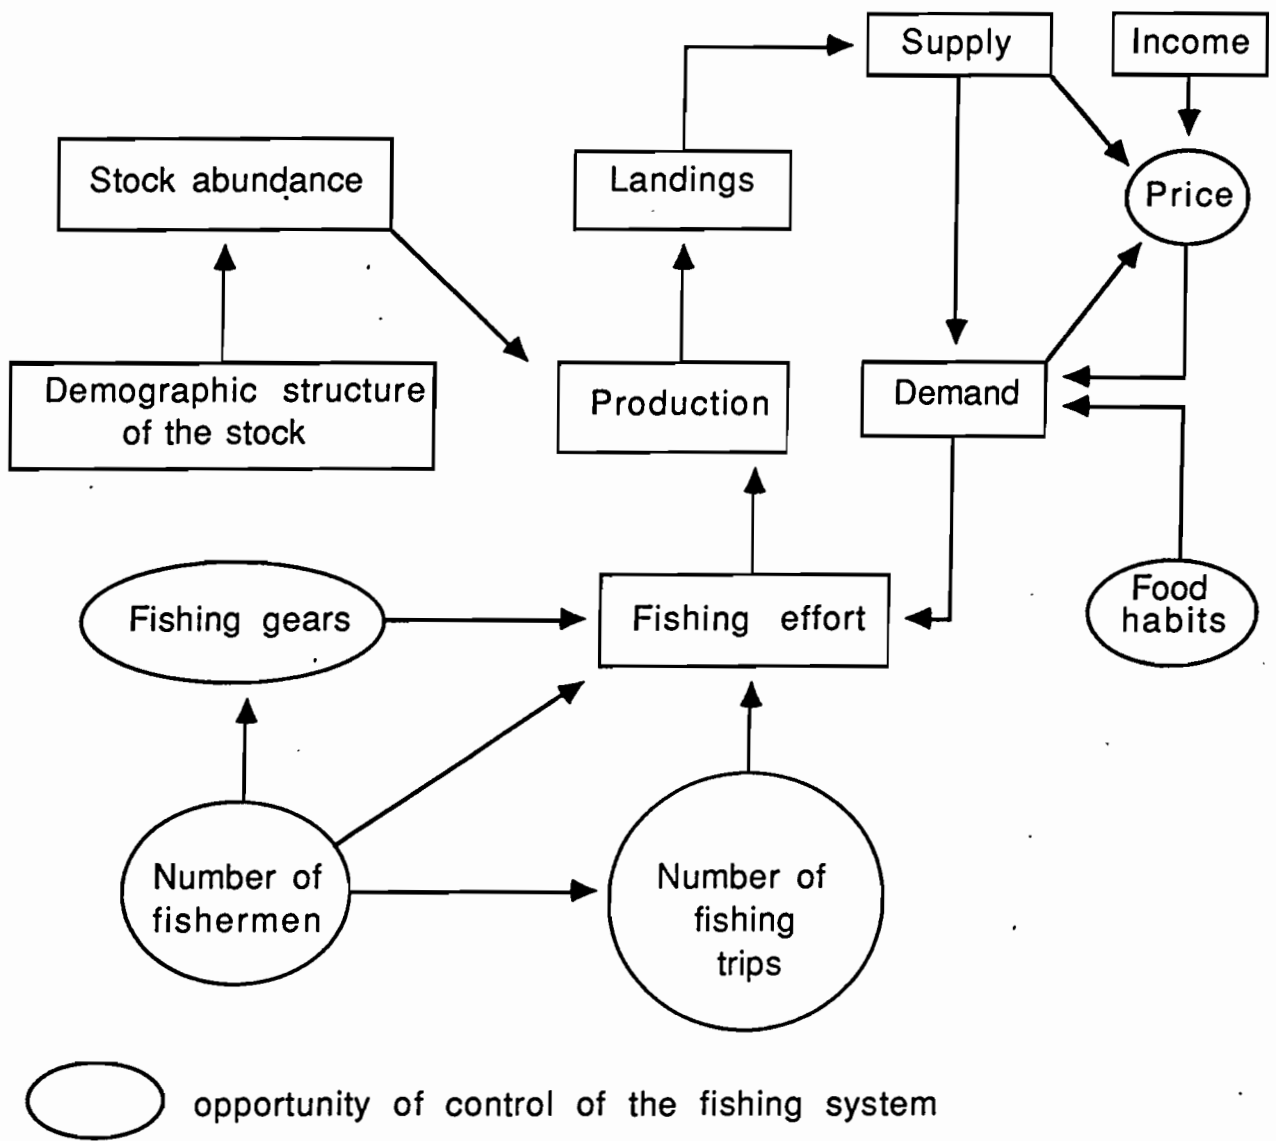 Supply
Income
Stock abundance
Landings
Price
Demographic structure
of the stock
Production
Demand
Fishing gears
Fishing effort
Food
habits
Number of
fishermen
Number of
fishing
trips
opportunity of control of the fishing system